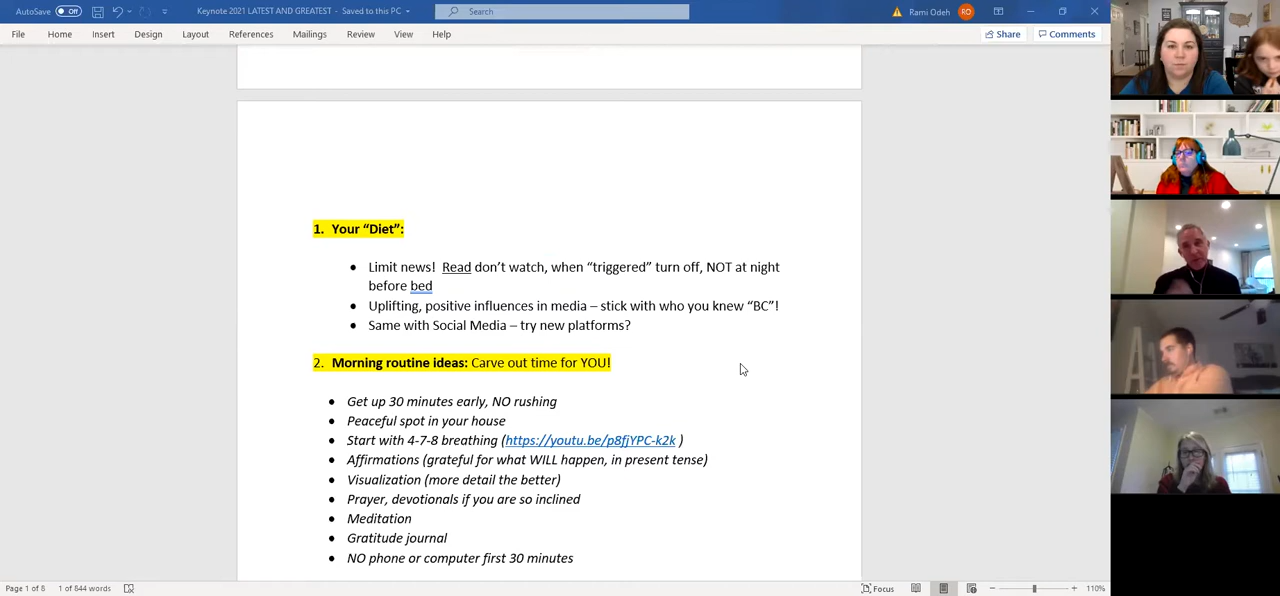 AutoSave Off Keynote 2021 LATEST AND GREATEST - Saved to this PC Search Rami Odeh RO
File Home Insert Design Layout References Mailings Review View Help Share Comments
1. Your “Diet”:
• Limit news! Read don’t watch, when “triggered” turn off, NOT at night
before bed
• Uplifting, positive influences in media – stick with who you knew “BC”!
• Same with Social Media – try new platforms?
2. Morning routine ideas: Carve out time for YOU!
• Get up 30 minutes early, NO rushing
• Peaceful spot in your house
• Start with 4-7-8 breathing (https://youtu.be/p8fjYPC-k2k )
• Affirmations (grateful for what WILL happen, in present tense)
• Visualization (more detail the better)
• Prayer, devotionals if you are so inclined
• Meditation
• Gratitude journal
• NO phone or computer first 30 minutes
Page 1 of 8 1 of 844 words Focus 110%